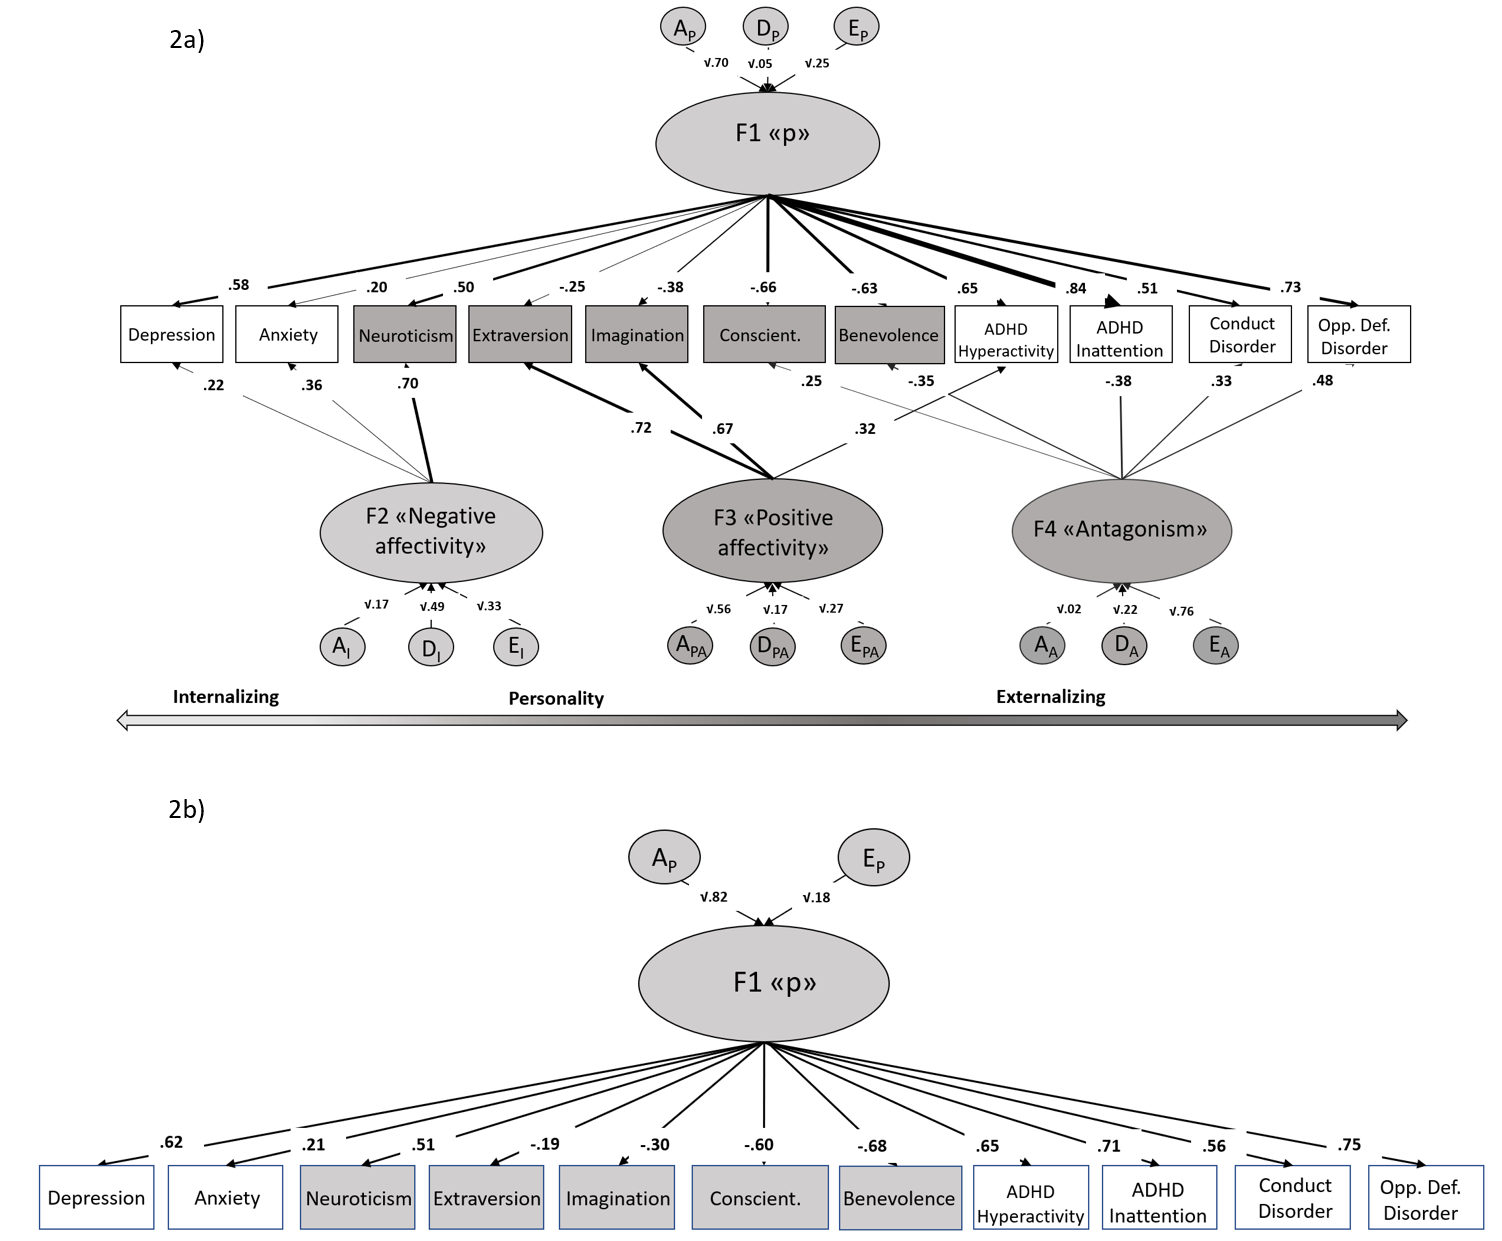 2a)
AP DP EP
√.70 √.05 √.25
F1 «p»
.58 .20 .50 -.25 -.38 -.66 -.63 .65 .84 .51 .73
Depression
Anxiety
Neuroticism
Extraversion
Imagination
Conscient.
Benevolence
ADHD
Hyperactivity
ADHD
Inattention
Conduct
Disorder
Opp. Def.
Disorder
.22 .36 .70 .25 -.35 -.38 .33 .48
.72 .67 .32
F2 «Negative
affectivity»
F3 «Positive
affectivity»
F4 «Antagonism»
√.17 √.49 √.33 √.56 √.17 √.27 √.02 √.22 √.76
AI DI EI APA DPA EPA AA DA EA
Internalizing Personality Externalizing
2b)
AP EP
√.82 √.18
F1 «p»
.62 .21 .51 -.19 -.30 -.60 -.68 .65 .71 .56 .75
Depression
Anxiety
Neuroticism
Extraversion
Imagination
Conscient.
Benevolence
ADHD
Hyperactivity
ADHD
Inattention
Conduct
Disorder
Opp. Def.
Disorder